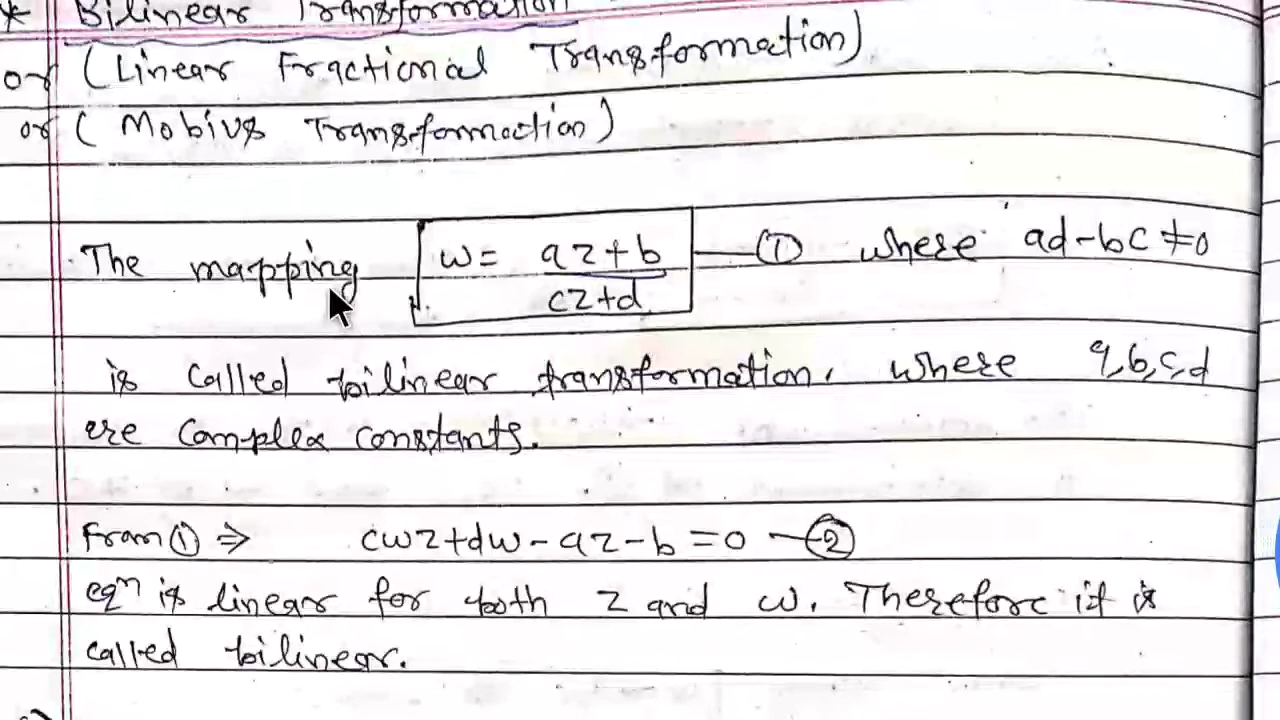 * Bilinear Transformation
or (Linear Fractional Transformation)
or ( Mobius Transformation)
The mapping w = az+b / cz+d — ① where ad-bc ≠ 0
is called bilinear transformation, where a,b,c,d
are complex constants.
From ① ⇒ cwz+dw-az-b=0 — ②
eqⁿ is linear for both z and w. Therefore it is
called bilinear.